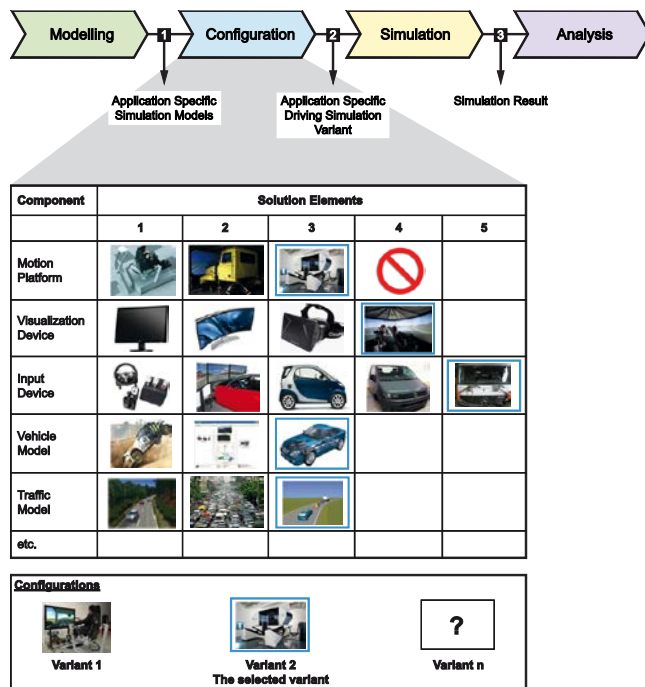 Modelling
1
Configuration
2
Simulation
3
Analysis
Application Specific
Simulation Models
Application Specific
Driving Simulation
Variant
Simulation Result
Component
Solution Elements
1
2
3
4
5
Motion
Platform
Visualization
Device
Input
Device
Vehicle
Model
Traffic
Model
etc.
Configurations
?
Variant 1
Variant 2
The selected variant
Variant n